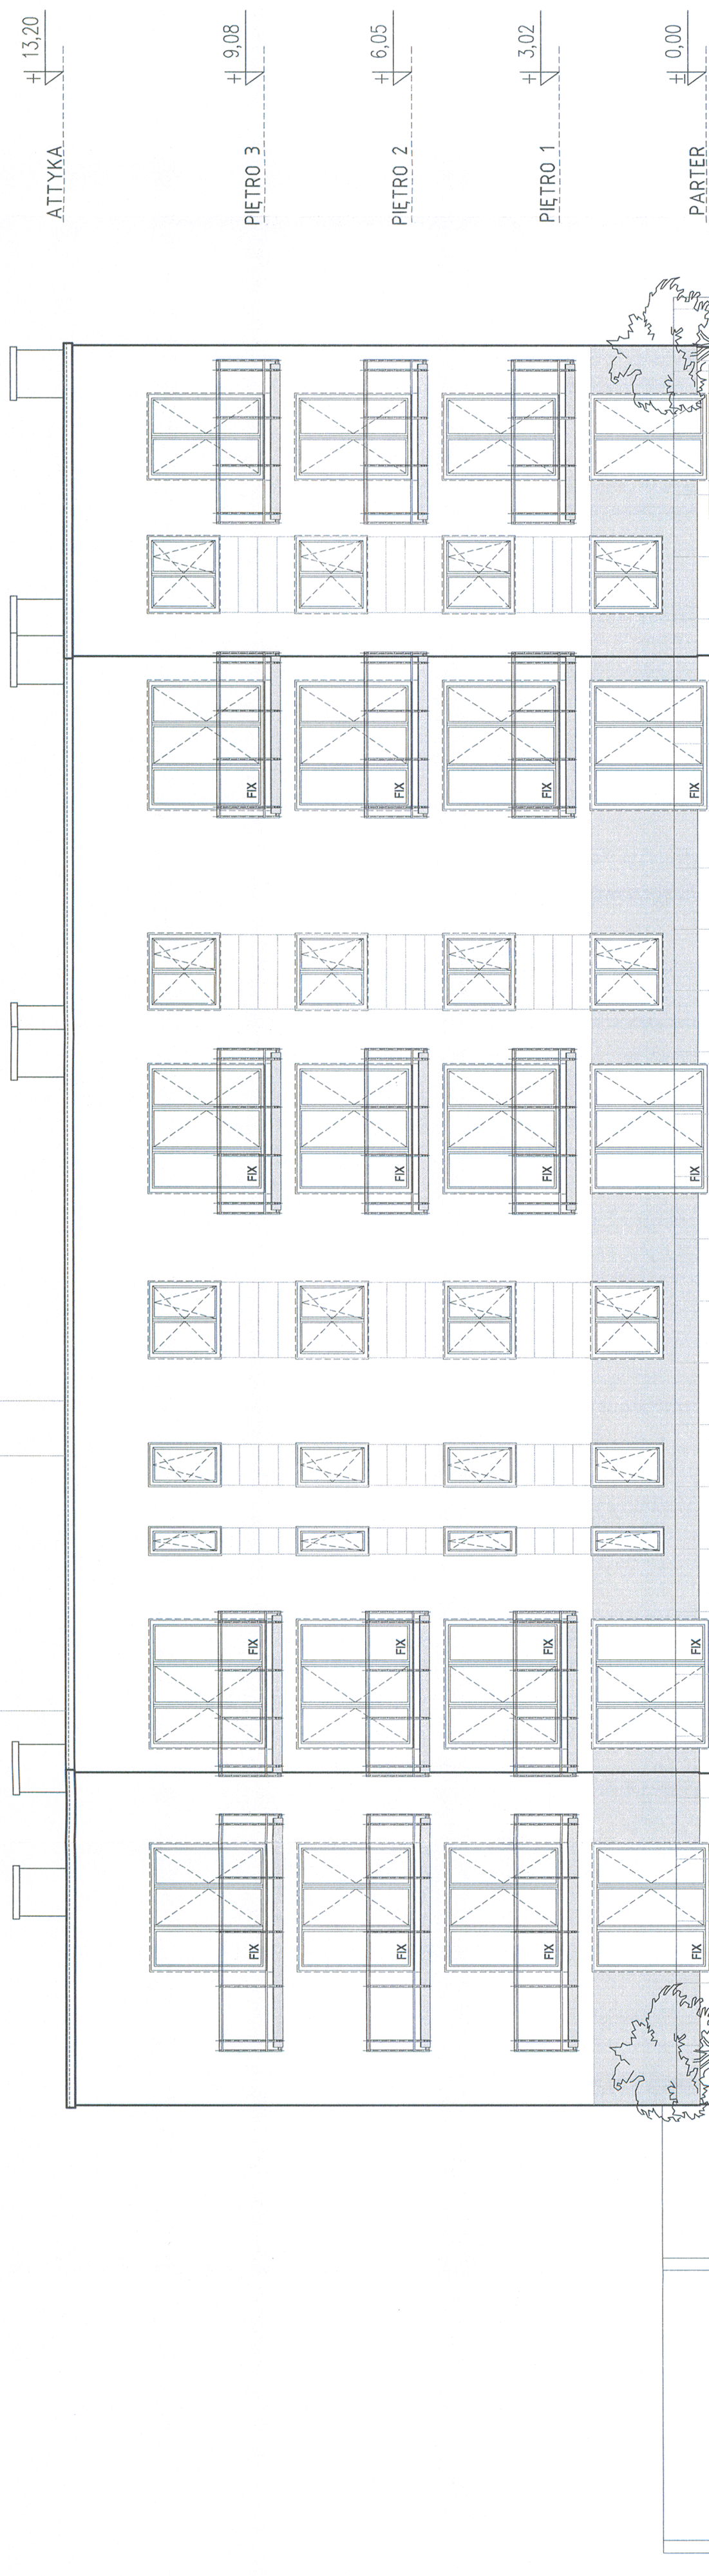 ATTYKA
+ 13,20
FIX
FIX
FIX
FIX
PIĘTRO 3
+ 9,08
FIX
FIX
FIX
FIX
PIĘTRO 2
+ 6,05
FIX
FIX
FIX
FIX
PIĘTRO 1
+ 3,02
FIX
FIX
FIX
FIX
PARTER
± 0,00